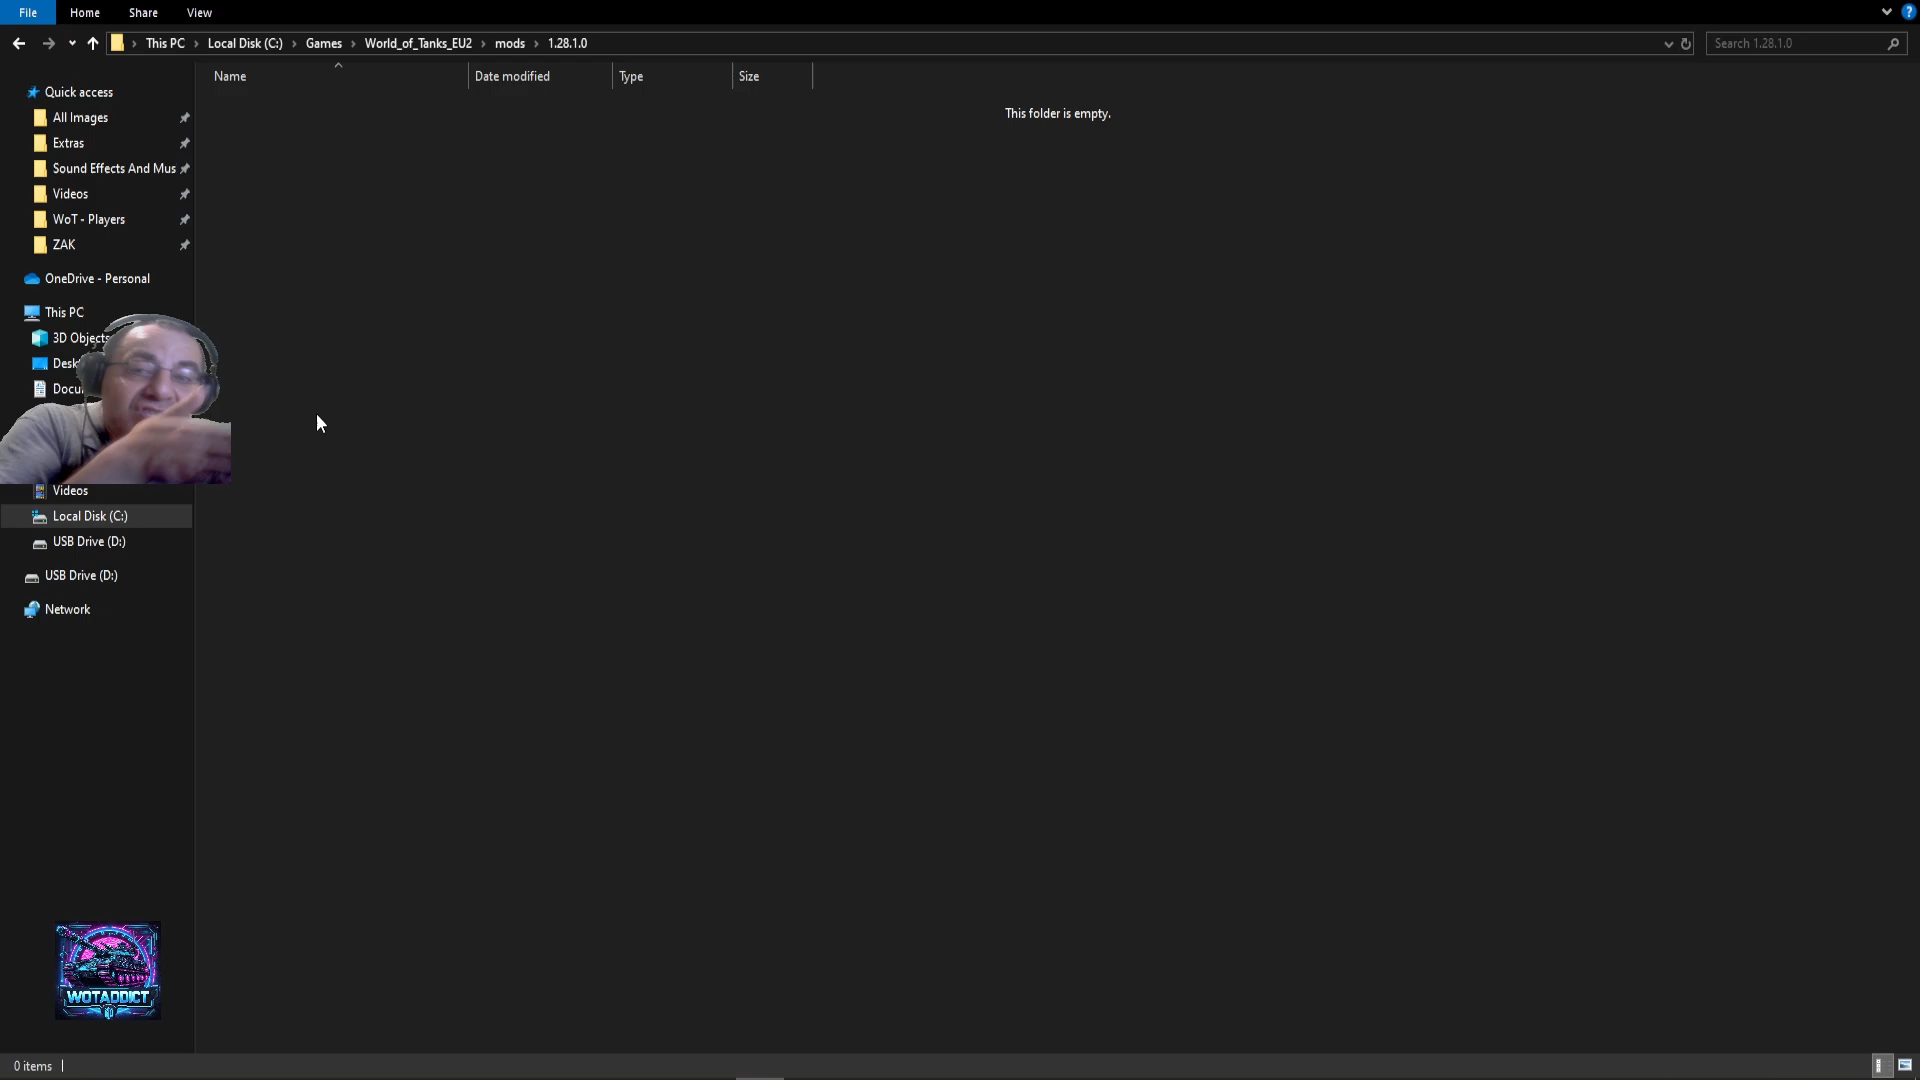 File Home Share View
This PC Local Disk (C:) Games World_of_Tanks_EU2 mods 1.28.1.0
Search 1.28.1.0
Name Date modified Type Size
This folder is empty.
Quick access
All Images
Extras
Sound Effects And Mus
Videos
WoT - Players
ZAK
OneDrive - Personal
This PC
3D Objects
Desk
Docu
Videos
Local Disk (C:)
USB Drive (D:)
USB Drive (D:)
Network
WOTADDICT
0 items